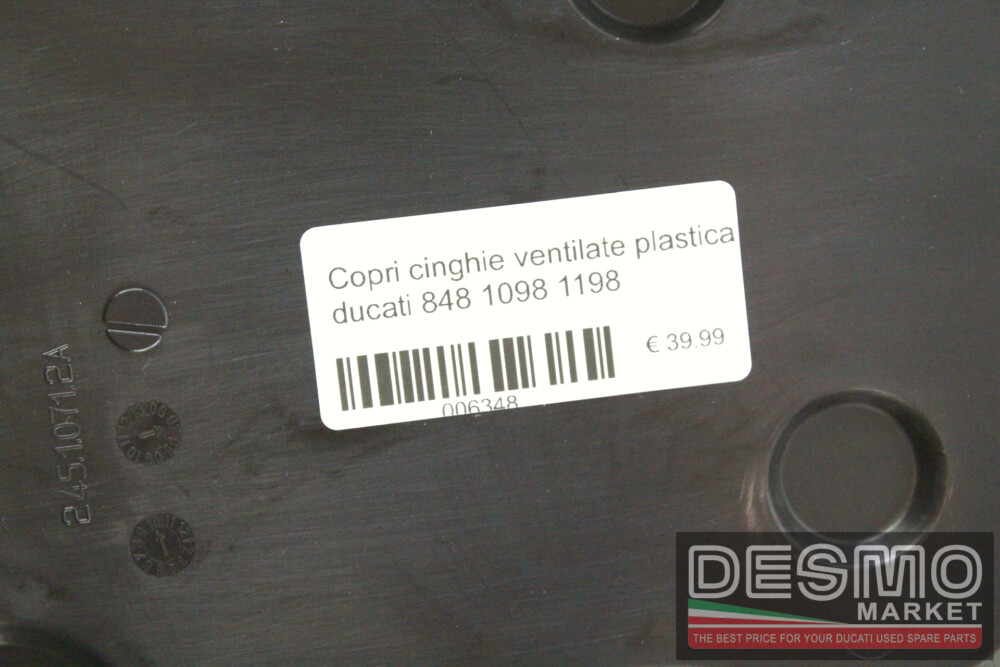 Copri cinghie ventilate plastica
ducati 848 1098 1198
€ 39.99
006348
245.1.071.2A
DESMO
MARKET
THE BEST PRICE FOR YOUR DUCATI USED SPARE PARTS